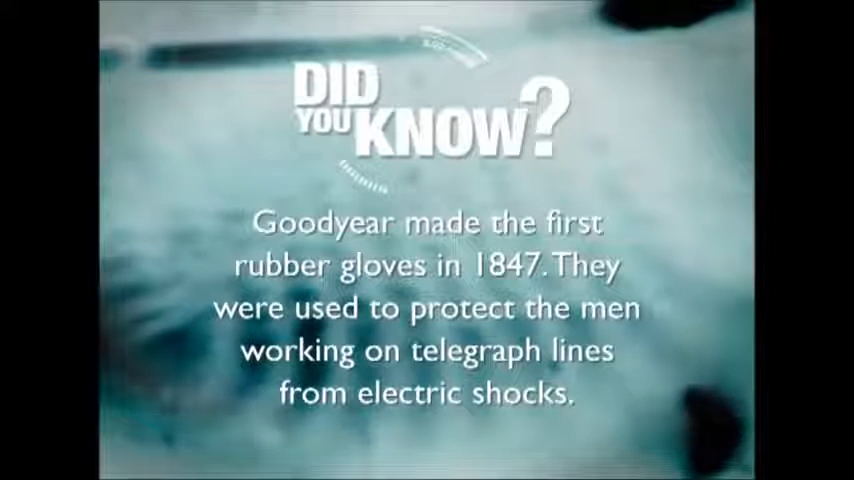 DID
YOU KNOW?
Goodyear made the first
rubber gloves in 1847. They
were used to protect the men
working on telegraph lines
from electric shocks.